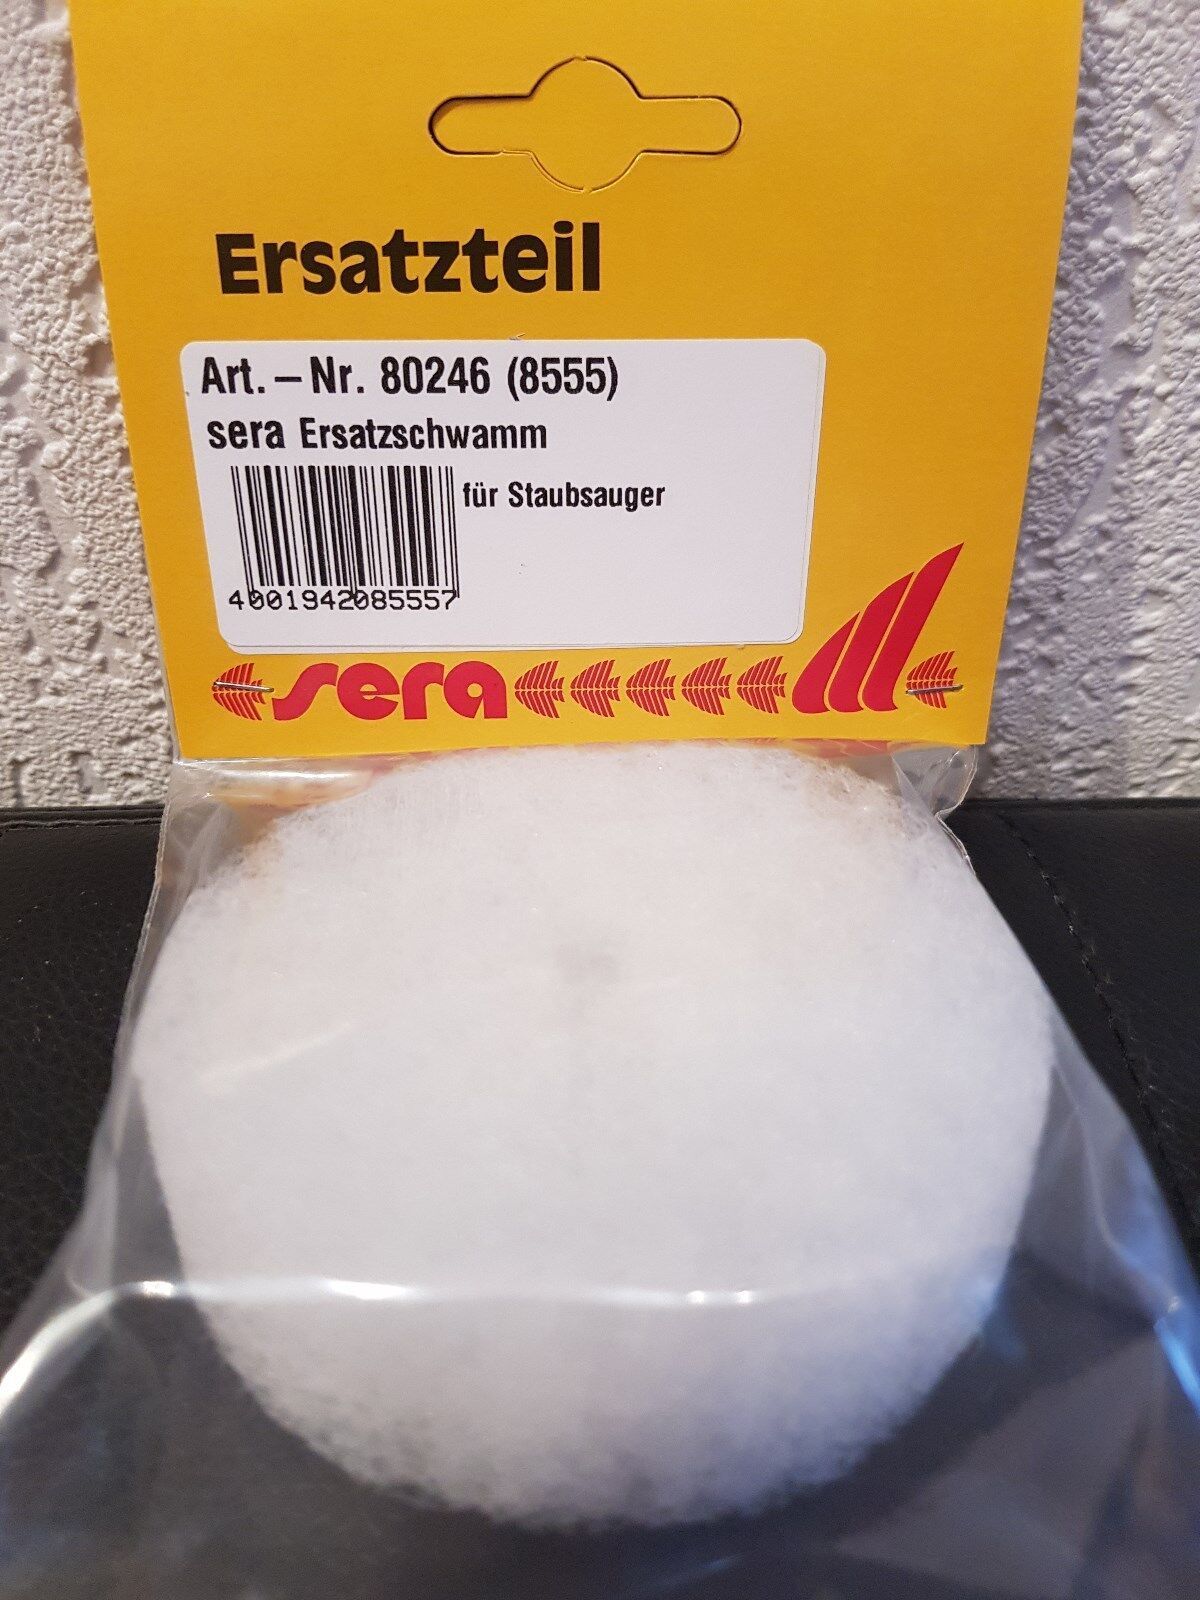 Ersatzteil
Art. – Nr. 80246 (8555)
sera Ersatzschwamm
für Staubsauger
4001942085557
sera